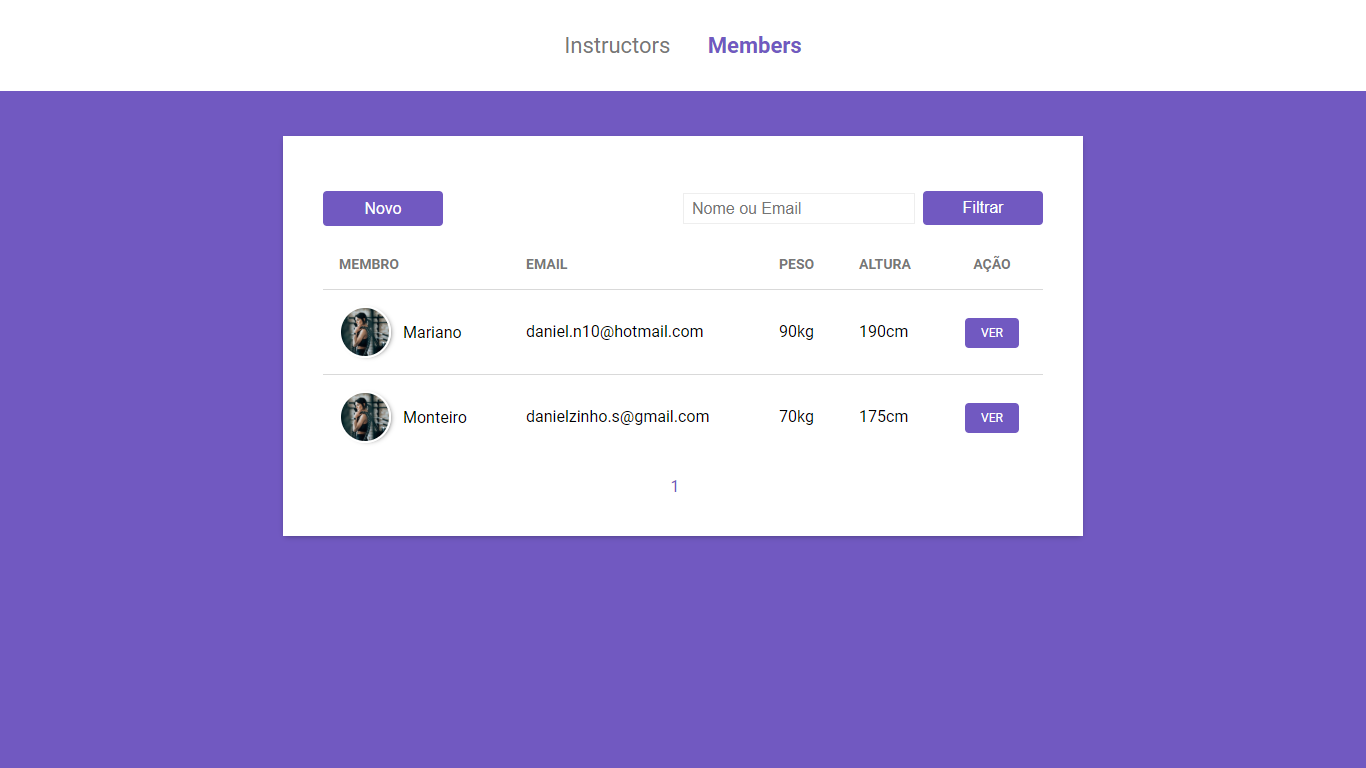 Instructors Members
Novo Nome ou Email Filtrar
MEMBRO EMAIL PESO ALTURA AÇÃO
Mariano daniel.n10@hotmail.com 90kg 190cm VER
Monteiro danielzinho.s@gmail.com 70kg 175cm VER
1